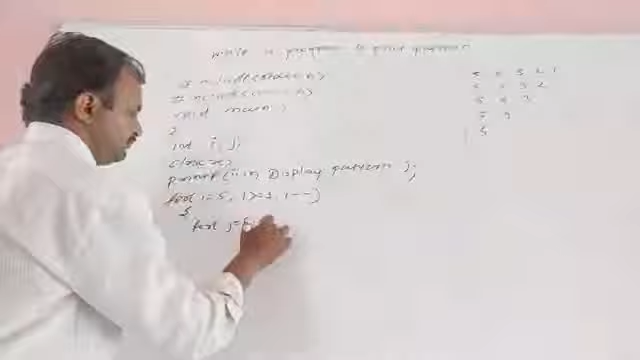 write a program to print pattern
# include<stdio.h>
# include<conio.h>
void main()
{
int i, j;
clrscr();
printf("\n Display pattern");
for i=5, i>=1, i--)
{
for j=5,
5 4 3 2 1
5 4 3 2
5 4 3
5 4
5